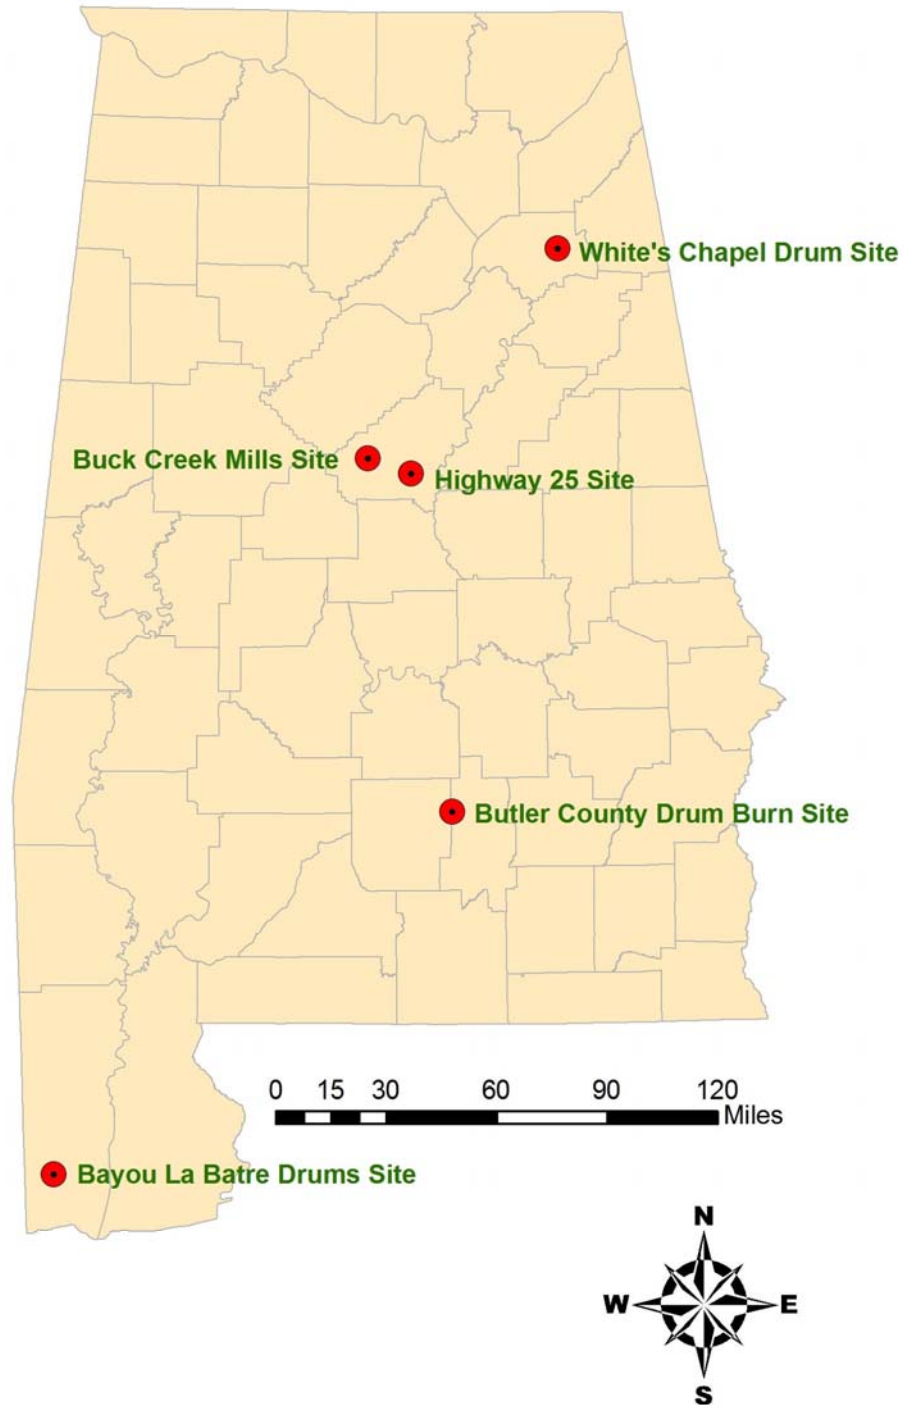 White's Chapel Drum Site
Buck Creek Mills Site
Highway 25 Site
Butler County Drum Burn Site
0 15 30 60 90 120
Miles
Bayou La Batre Drums Site
N
W E
S